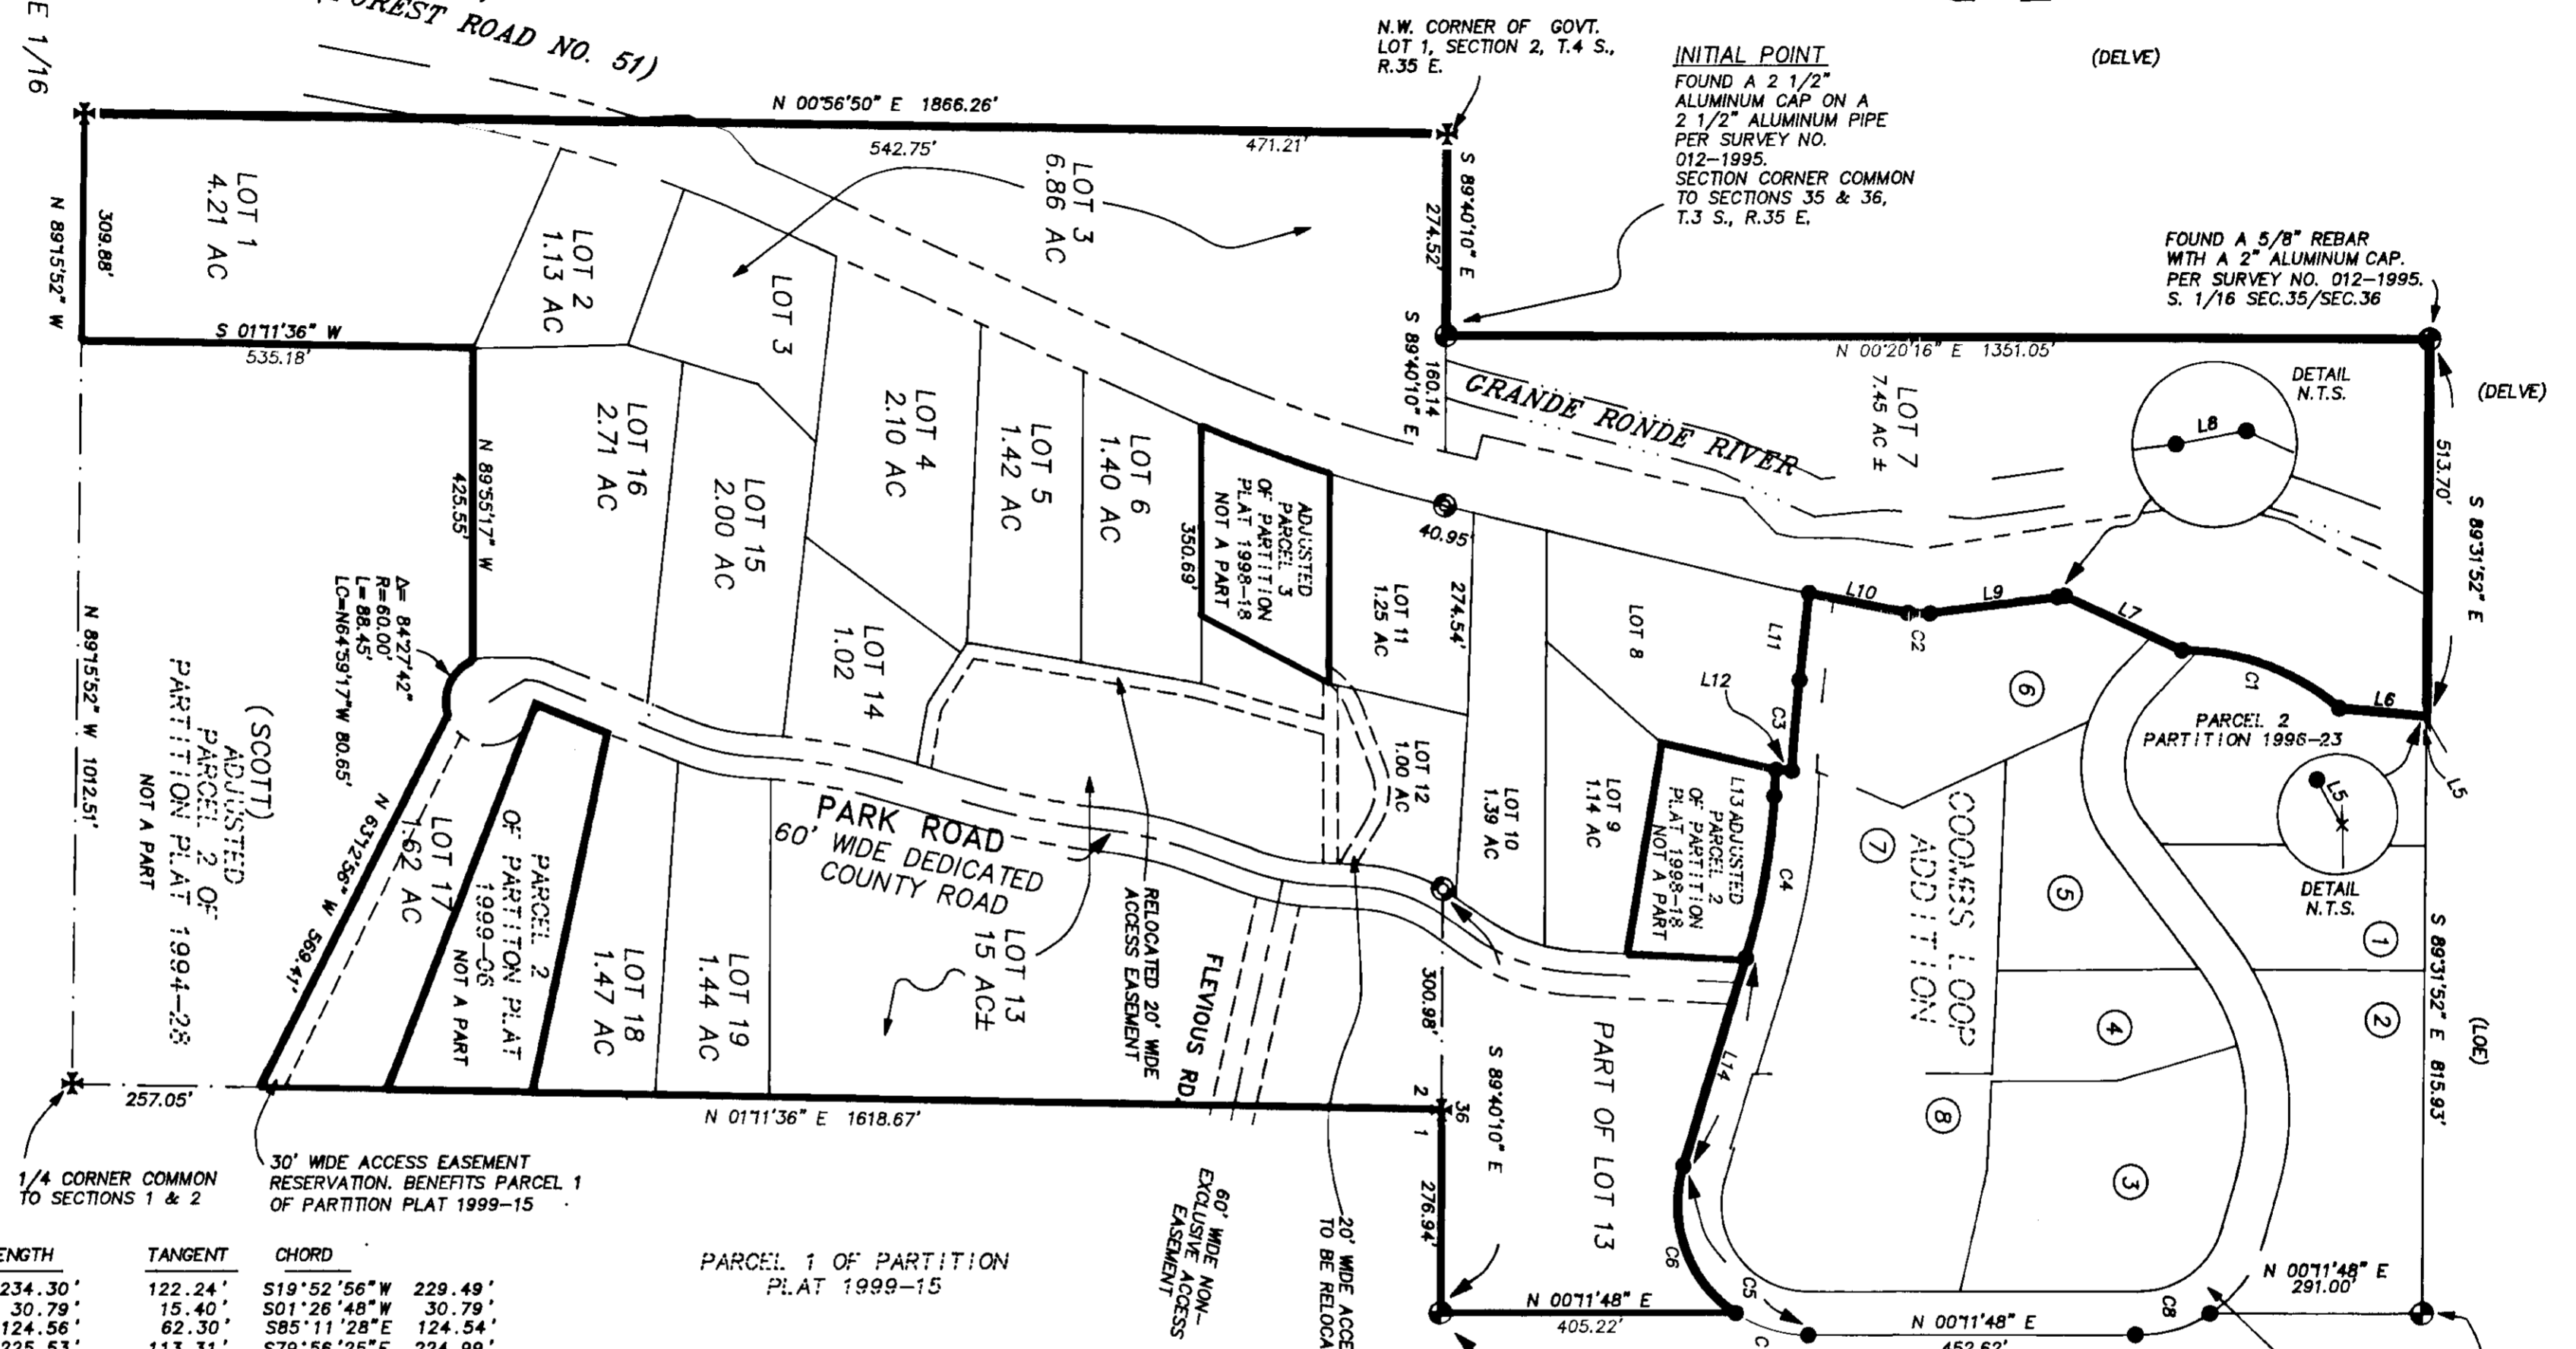 E 1/16
FOREST ROAD NO. 51)
N 00°56'50" E 1866.26'
542.75'
471.21'
N.W. CORNER OF GOVT.
LOT 1, SECTION 2, T.4 S.,
R.35 E.
INITIAL POINT
FOUND A 2 1/2"
ALUMINUM CAP ON A
2 1/2" ALUMINUM PIPE
PER SURVEY NO.
012-1995.
SECTION CORNER COMMON
TO SECTIONS 35 & 36,
T.3 S., R.35 E.
(DELVE)
FOUND A 5/8" REBAR
WITH A 2" ALUMINUM CAP.
PER SURVEY NO. 012-1995.
S. 1/16 SEC.35/SEC.36
(DELVE)
S 89°40'10" E
274.52'
S 89°40'10" E
160.14
N 00°20'16" E 1351.05'
513.70'
S 89°31'52" E
DETAIL
N.T.S.
L8
LOT 7
7.45 AC ±
GRANDE RONDE RIVER
LOT 1
4.21 AC
309.88'
N 89°15'52" W
S 01°11'36" W
535.18'
LOT 2
1.13 AC
LOT 3
6.86 AC
LOT 3
LOT 4
2.10 AC
LOT 5
1.42 AC
LOT 6
1.40 AC
350.69'
ADJUSTED
PARCEL 3
OF PARTITION
PLAT 1998-18
NOT A PART
40.95'
274.54'
LOT 11
1.25 AC
LOT 8
L10
C2
L9
L7
C1
L6
L11
L12
C3
6
PARCEL 2
PARTITION 1996-23
L5
L5
DETAIL
N.T.S.
N 89°55'17" W
425.55'
LOT 16
2.71 AC
LOT 15
2.00 AC
LOT 14
1.02
LOT 12
1.00 AC
LOT 10
1.39 AC
LOT 9
1.14 AC
L13 ADJUSTED
PARCEL 2
OF PARTITION
PLAT 1998-18
NOT A PART
C4
7
COOMBS LOOP
ADDITION
5
1
2
4
3
8
S 89°31'52" E 815.93'
(LOE)
Δ= 84°27'42"
R=60.00'
L= 88.45'
LC=N64°59'17"W 80.65'
N 89°15'52" W 1012.51'
(SCOTT)
ADJUSTED
PARCEL 2 OF
PARTITION PLAT 1994-28
NOT A PART
N 63°12'56" W 569.41'
LOT 17
1.62 AC
PARCEL 2
OF PARTITON PLAT
1999-06
NOT A PART
LOT 18
1.47 AC
LOT 19
1.44 AC
PARK ROAD
60' WIDE DEDICATED
COUNTY ROAD
LOT 13
15 AC±
RELOCATED 20' WIDE
ACCESS EASEMENT
FLEVIOUS RD.
300.98'
S 89°40'10" E
2
36
1
276.94'
PART OF LOT 13
L14
C6
C5
C8
N 00°11'48" E
405.22'
N 00°11'48" E
452.62'
N 00°11'48" E
291.00'
257.05'
N 01°11'36" E 1618.67'
1/4 CORNER COMMON
TO SECTIONS 1 & 2
30' WIDE ACCESS EASEMENT
RESERVATION. BENEFITS PARCEL 1
OF PARTITION PLAT 1999-15
PARCEL 1 OF PARTITION
PLAT 1999-15
60' WIDE NON-
EXCLUSIVE ACCESS
EASEMENT
20' WIDE ACCE
TO BE RELOCA
ENGTH TANGENT CHORD
234.30' 122.24' S19°52'56"W 229.49'
30.79' 15.40' S01°26'48"W 30.79'
124.56' 62.30' S85°11'28"E 124.54'
225.53' 113.31' S79°56'25"E 224.99'